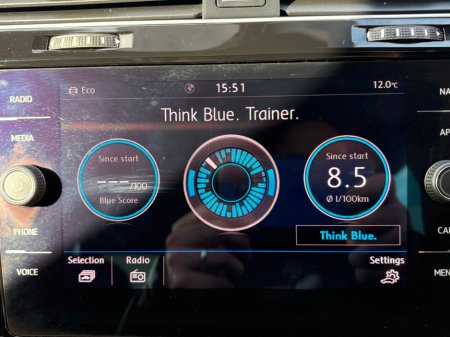 Eco 15:51 12.0°C
RADIO
Think Blue. Trainer.
MEDIA
Since start
---/100
Blue Score
Since start
8.5
Ø l/100km
Think Blue.
PHONE
VOICE
Selection Radio Settings
MEN